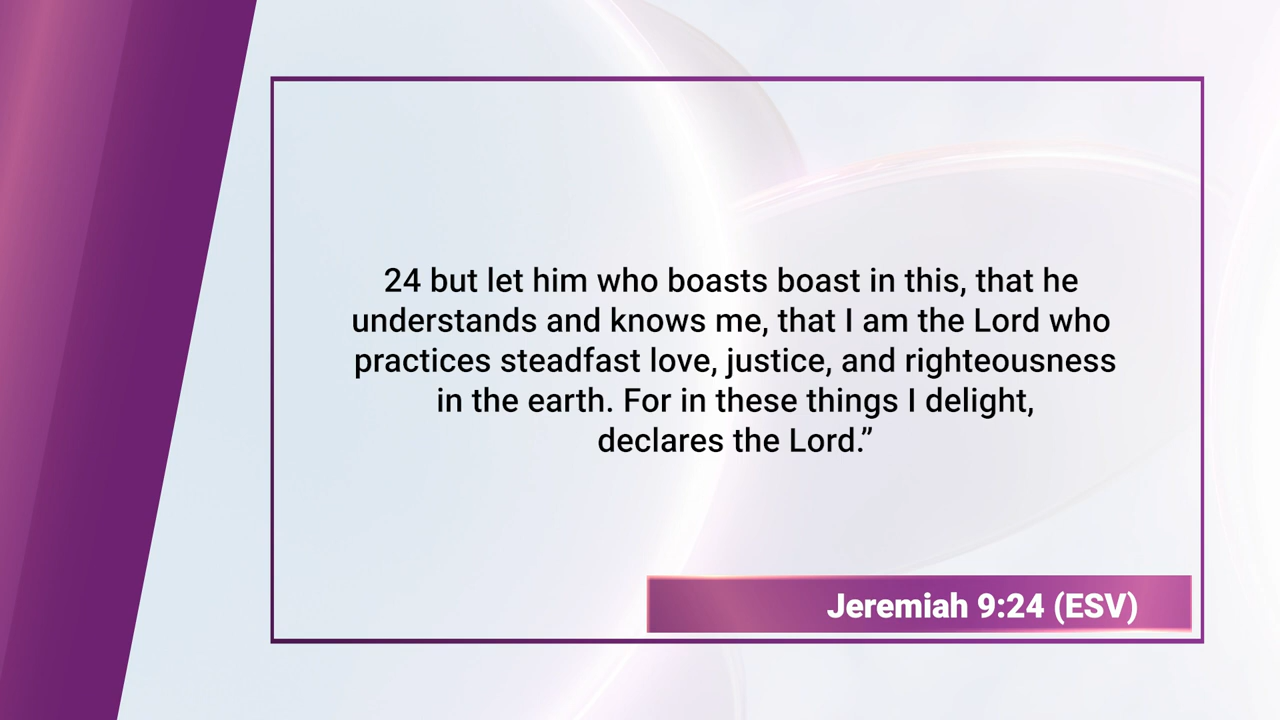 24 but let him who boasts boast in this, that he
understands and knows me, that I am the Lord who
practices steadfast love, justice, and righteousness
in the earth. For in these things I delight,
declares the Lord.”
Jeremiah 9:24 (ESV)